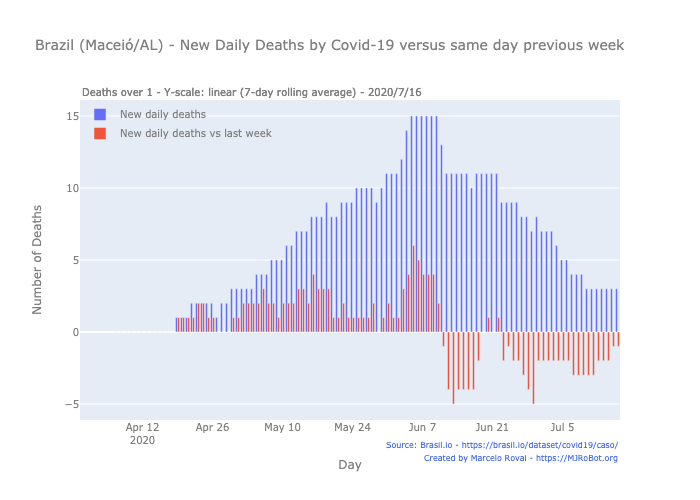 Brazil (Maceió/AL) - New Daily Deaths by Covid-19 versus same day previous week
Deaths over 1 - Y-scale: linear (7-day rolling average) - 2020/7/16
New daily deaths
New daily deaths vs last week
15
10
5
0
−5
Number of Deaths
Apr 12 Apr 26 May 10 May 24 Jun 7 Jun 21 Jul 5
2020
Day
Source: Brasil.io - https://brasil.io/dataset/covid19/caso/
Created by Marcelo Rovai - https://MJRoBot.org